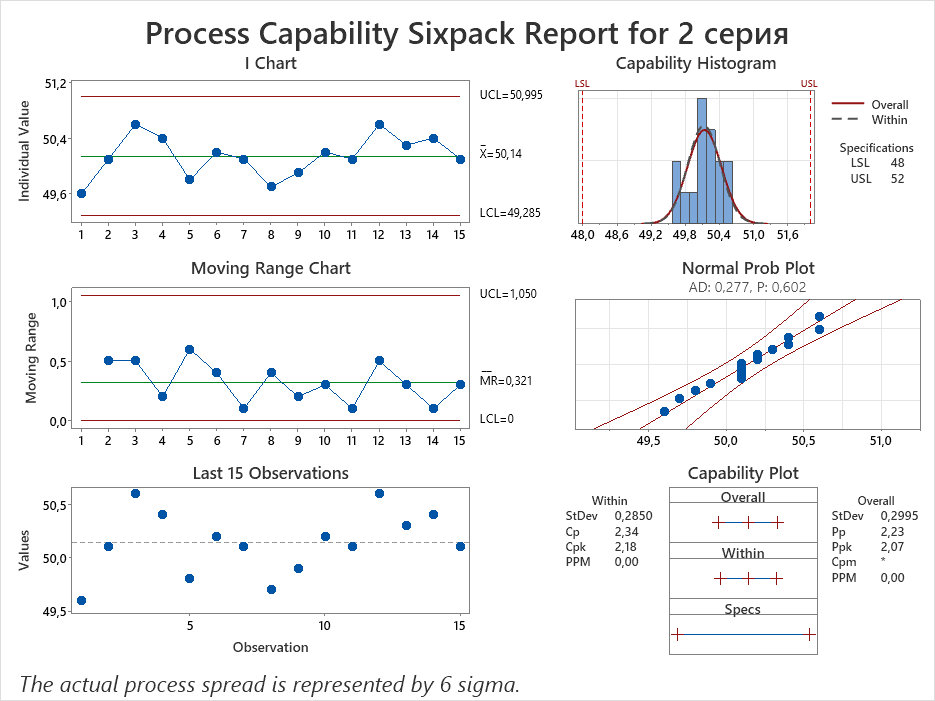 Process Capability Sixpack Report for 2 серия
I Chart
Individual Value
51,2
50,4
49,6
UCL=50,995
X̄=50,14
LCL=49,285
1 2 3 4 5 6 7 8 9 10 11 12 13 14 15
Capability Histogram
LSL USL
Overall
Within
Specifications
LSL 48
USL 52
48,0 48,6 49,2 49,8 50,4 51,0 51,6
Moving Range Chart
Moving Range
1,0
0,5
0,0
UCL=1,050
M̅R̅=0,321
LCL=0
1 2 3 4 5 6 7 8 9 10 11 12 13 14 15
Normal Prob Plot
AD: 0,277, P: 0,602
49,5 50,0 50,5 51,0
Last 15 Observations
Values
50,5
50,0
49,5
5 10 15
Observation
Capability Plot
Within
StDev 0,2850
Cp 2,34
Cpk 2,18
PPM 0,00
Overall
Within
Specs
Overall
StDev 0,2995
Pp 2,23
Ppk 2,07
Cpm *
PPM 0,00
The actual process spread is represented by 6 sigma.